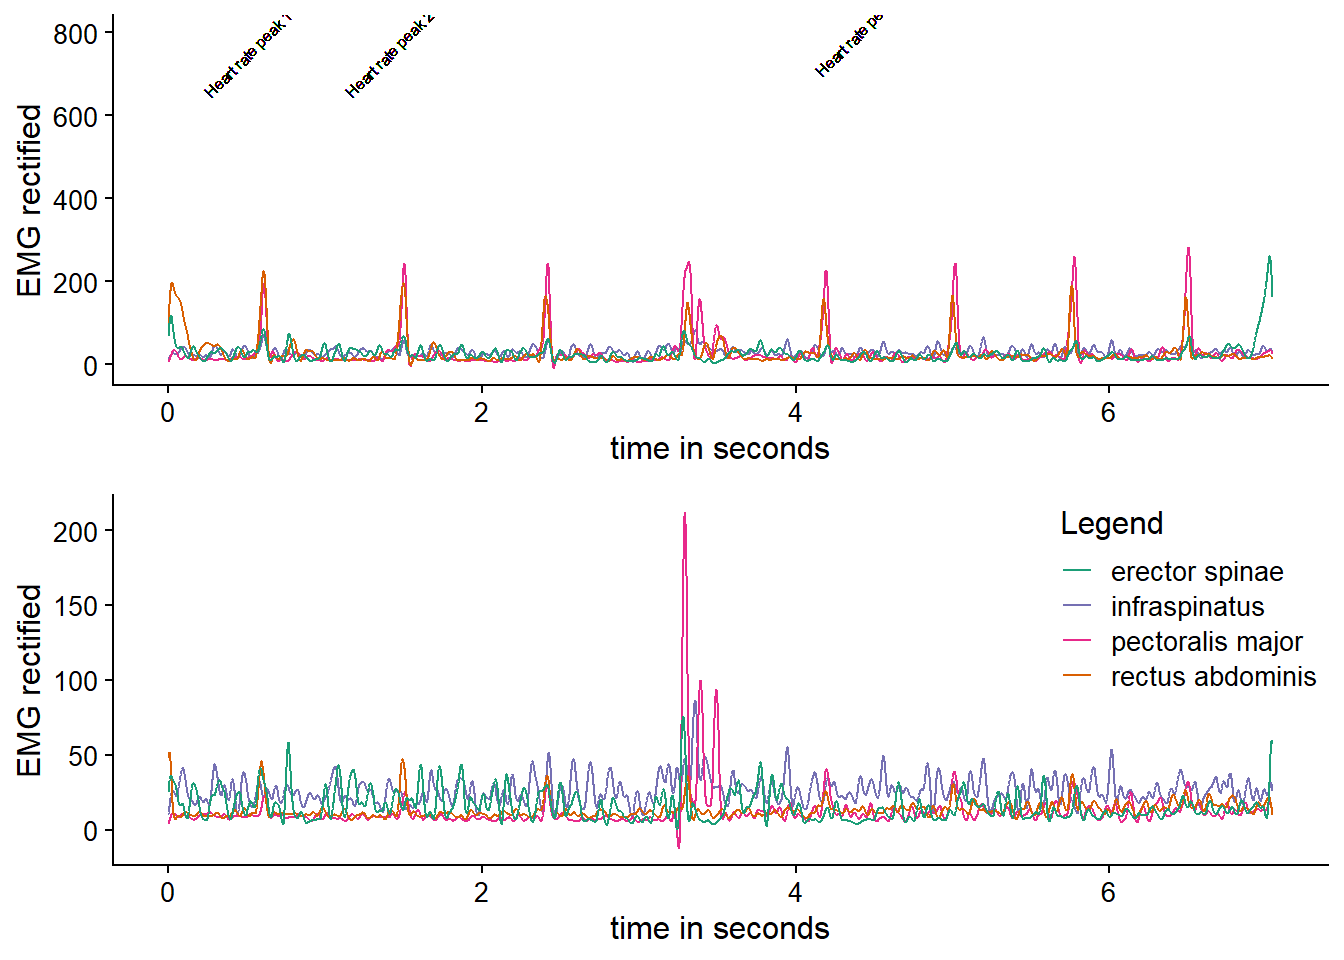 800
600
400
200
0
EMG rectified
Heart rate peak 1
Heart rate peak 2
Heart rate
0 2 4 6
time in seconds
200
150
100
50
0
EMG rectified
Legend
erector spinae
infraspinatus
pectoralis major
rectus abdominis
0 2 4 6
time in seconds